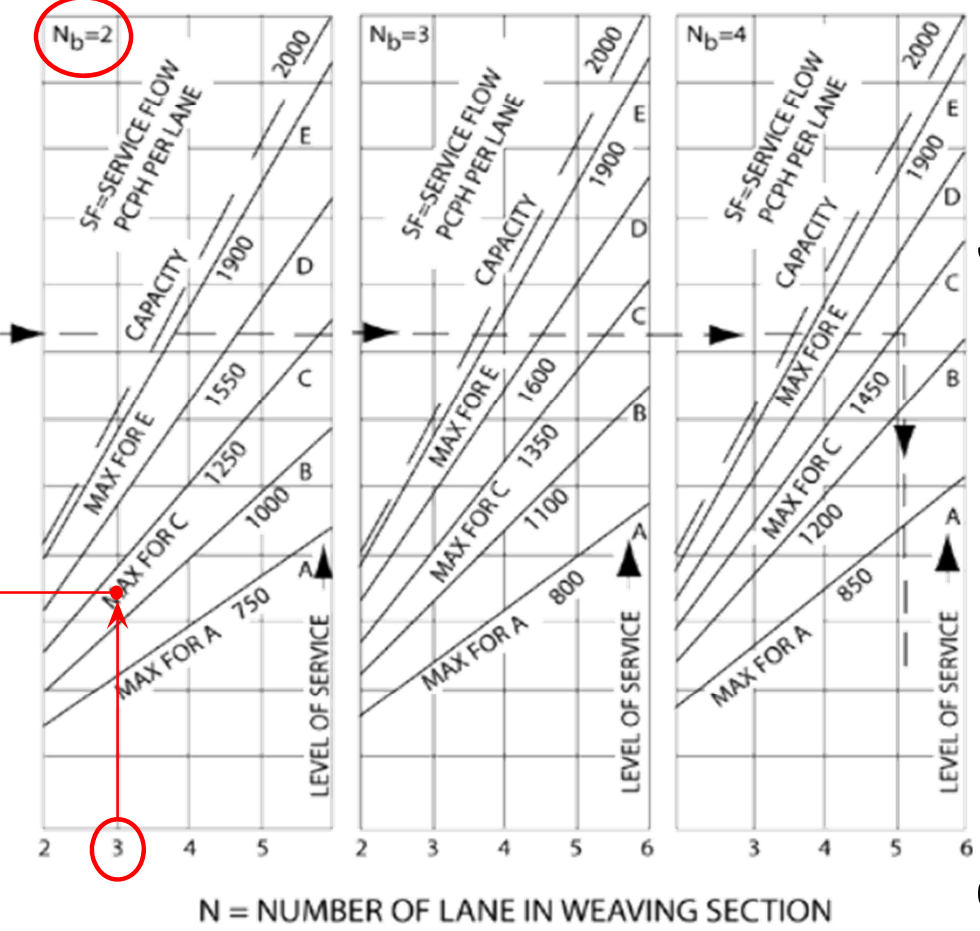 N_b=2
2000
E
SF=SERVICE FLOW
PCPH PER LANE
1900
CAPACITY
D
1550
C
MAX FOR E
1250
B
1000
MAX FOR C
A
750
MAX FOR A
LEVEL OF SERVICE
2 3 4 5
N_b=3
2000
E
SF=SERVICE FLOW
PCPH PER LANE
1900
CAPACITY
D
C
1600
MAX FOR E
B
1350
1100
MAX FOR C
A
800
MAX FOR A
LEVEL OF SERVICE
2 3 4 5 6
N_b=4
2000
E
SF=SERVICE FLOW
PCPH PER LANE
1900
D
CAPACITY
C
MAX FOR E
B
1450
MAX FOR C
1200
A
850
MAX FOR A
LEVEL OF SERVICE
3 4 5 6
N = NUMBER OF LANE IN WEAVING SECTION